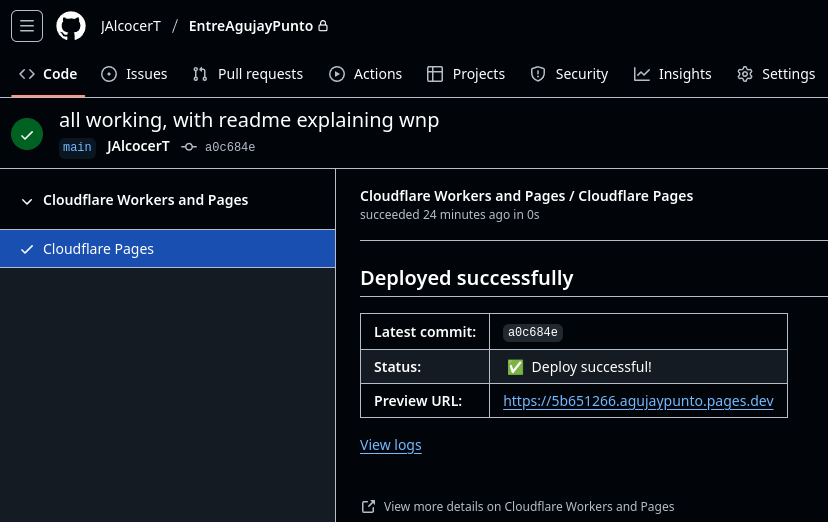 JAlcocerT / EntreAgujayPunto
Code Issues Pull requests Actions Projects Security Insights Settings
all working, with readme explaining wnp
main JAlcocerT a0c684e
Cloudflare Workers and Pages
Cloudflare Pages
Cloudflare Workers and Pages / Cloudflare Pages
succeeded 24 minutes ago in 0s
Deployed successfully
Latest commit: a0c684e
Status: ✅ Deploy successful!
Preview URL: https://5b651266.agujaypunto.pages.dev
View logs
View more details on Cloudflare Workers and Pages